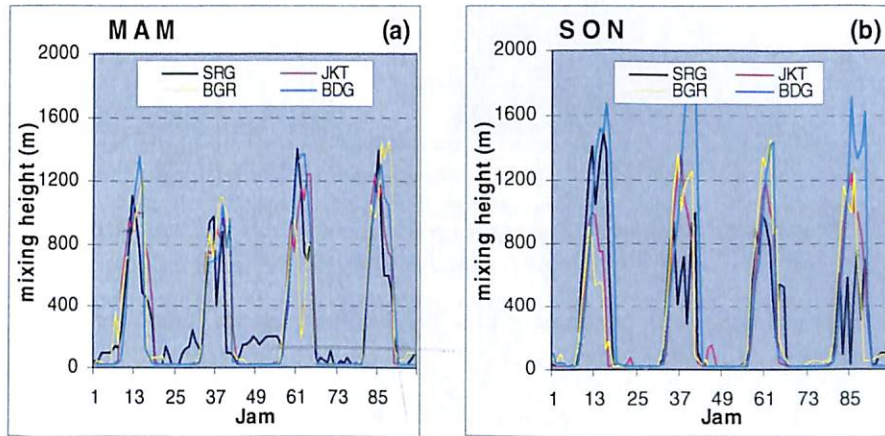 MAM (a)
2000
1600
1200
800
400
0
mixing height (m)
SRG JKT
BGR BDG
1 13 25 37 49 61 73 85
Jam
SON (b)
2000
1600
1200
800
400
0
mixing height (m)
SRG JKT
BGR BDG
1 13 25 37 49 61 73 85
Jam